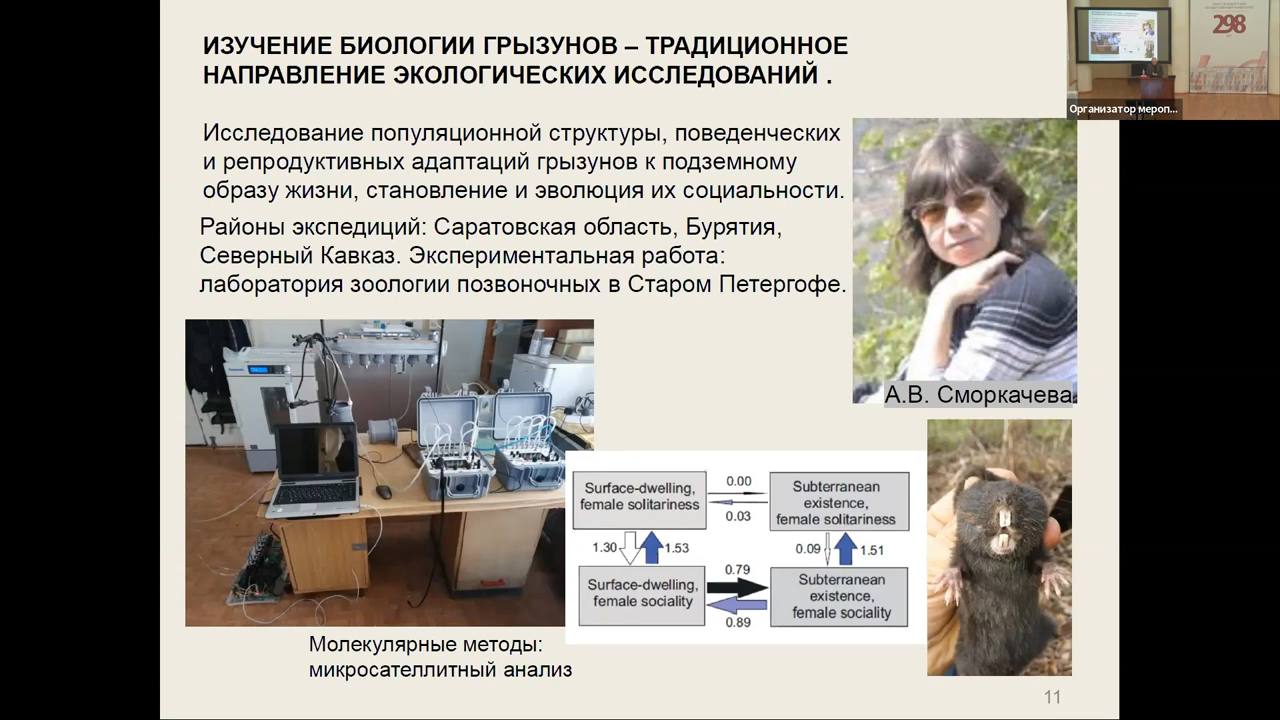 ИЗУЧЕНИЕ БИОЛОГИИ ГРЫЗУНОВ – ТРАДИЦИОННОЕ
НАПРАВЛЕНИЕ ЭКОЛОГИЧЕСКИХ ИССЛЕДОВАНИЙ .
298
Организатор мероп...
Исследование популяционной структуры, поведенческих
и репродуктивных адаптаций грызунов к подземному
образу жизни, становление и эволюция их социальности.
Районы экспедиций: Саратовская область, Бурятия,
Северный Кавказ. Экспериментальная работа:
лаборатория зоологии позвоночных в Старом Петергофе.
А.В. Сморкачева
Surface-dwelling,
female solitariness
0.00
0.03
Subterranean
existence,
female solitariness
1.30
1.53
0.09
1.51
Surface-dwelling,
female sociality
0.79
0.89
Subterranean
existence,
female sociality
Молекулярные методы:
микросателлитный анализ
11